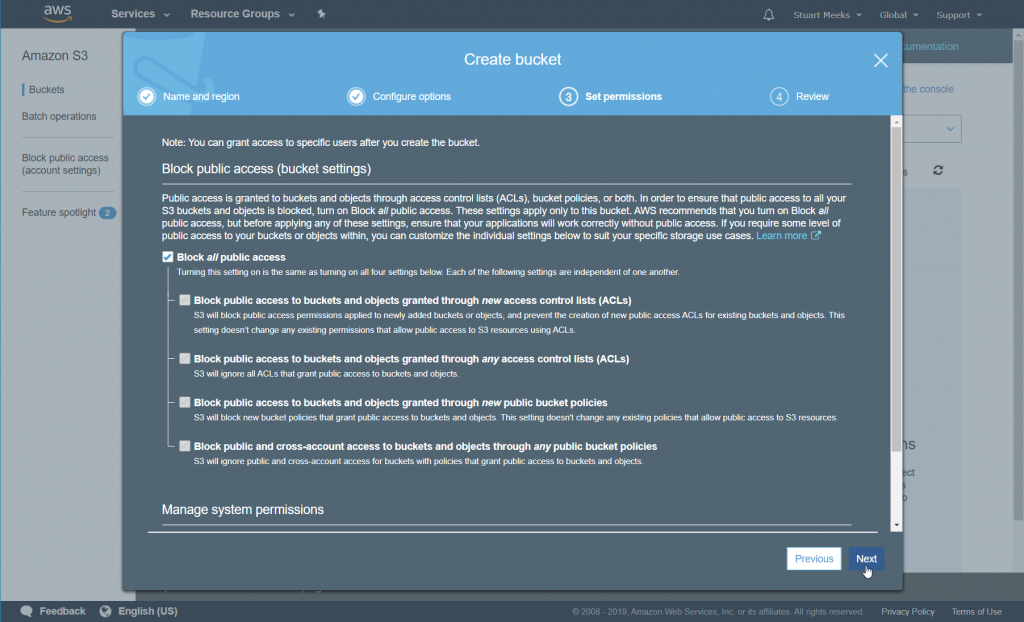 aws
Services
Resource Groups
Stuart Meeks
Global
Support
Amazon S3
Buckets
Batch operations
Block public access
(account settings)
Feature spotlight 2
Create bucket
Name and region
Configure options
3 Set permissions
4 Review
Note: You can grant access to specific users after you create the bucket.
Block public access (bucket settings)
Public access is granted to buckets and objects through access control lists (ACLs), bucket policies, or both. In order to ensure that public access to all your
S3 buckets and objects is blocked, turn on Block all public access. These settings apply only to this bucket. AWS recommends that you turn on Block all
public access, but before applying any of these settings, ensure that your applications will work correctly without public access. If you require some level of
public access to your buckets or objects within, you can customize the individual settings below to suit your specific storage use cases. Learn more
Block all public access
Turning this setting on is the same as turning on all four settings below. Each of the following settings are independent of one another.
Block public access to buckets and objects granted through new access control lists (ACLs)
S3 will block public access permissions applied to newly added buckets or objects, and prevent the creation of new public access ACLs for existing buckets and objects. This
setting doesn't change any existing permissions that allow public access to S3 resources using ACLs.
Block public access to buckets and objects granted through any access control lists (ACLs)
S3 will ignore all ACLs that grant public access to buckets and objects.
Block public access to buckets and objects granted through new public bucket policies
S3 will block new bucket policies that grant public access to buckets and objects. This setting doesn't change any existing policies that allow public access to S3 resources.
Block public and cross-account access to buckets and objects through any public bucket policies
S3 will ignore public and cross-account access for buckets with policies that grant public access to buckets and objects.
Manage system permissions
Previous
Next
the console
Feedback
English (US)
© 2008 - 2019, Amazon Web Services, Inc. or its affiliates. All rights reserved.
Privacy Policy
Terms of Use